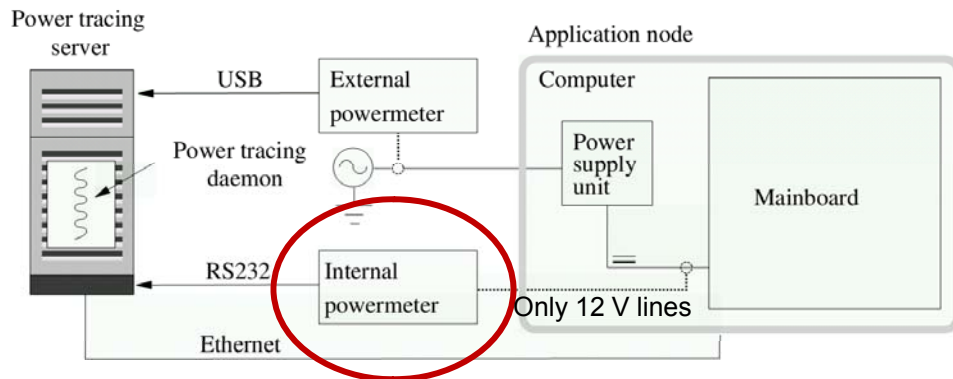 Power tracing
server
USB
External
powermeter
Application node
Computer
Power
supply
unit
Mainboard
Power tracing
daemon
RS232
Internal
powermeter
Only 12 V lines
Ethernet